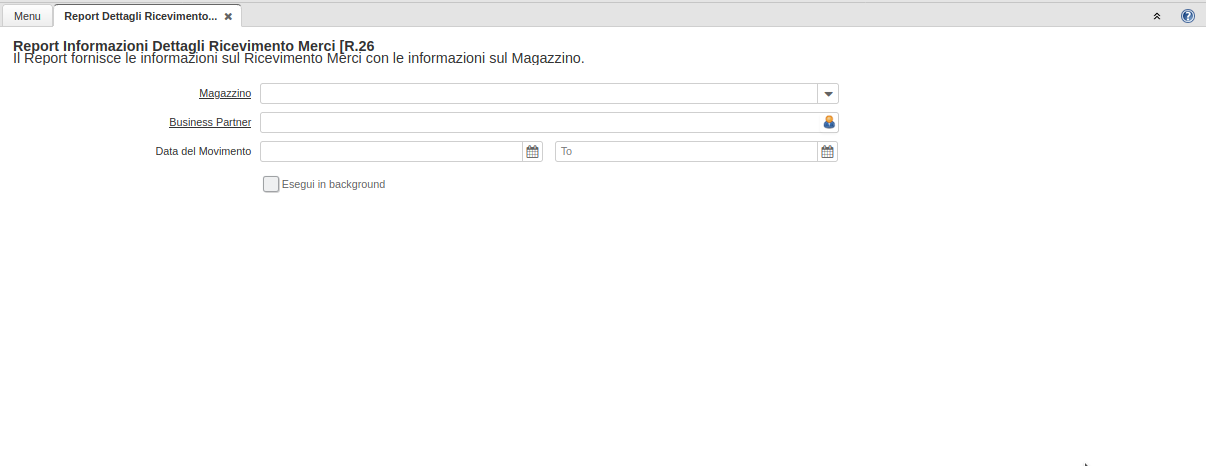 Menu
Report Dettagli Ricevimento...
Report Informazioni Dettagli Ricevimento Merci [R.26
Il Report fornisce le informazioni sul Ricevimento Merci con le informazioni sul Magazzino.
Magazzino
Business Partner
Data del Movimento To
Esegui in background